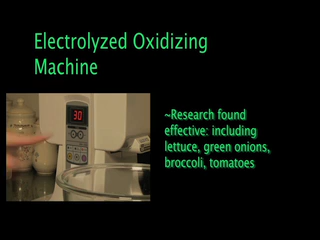 Electrolyzed Oxidizing
Machine
30
~Research found
effective: including
lettuce, green onions,
broccoli, tomatoes